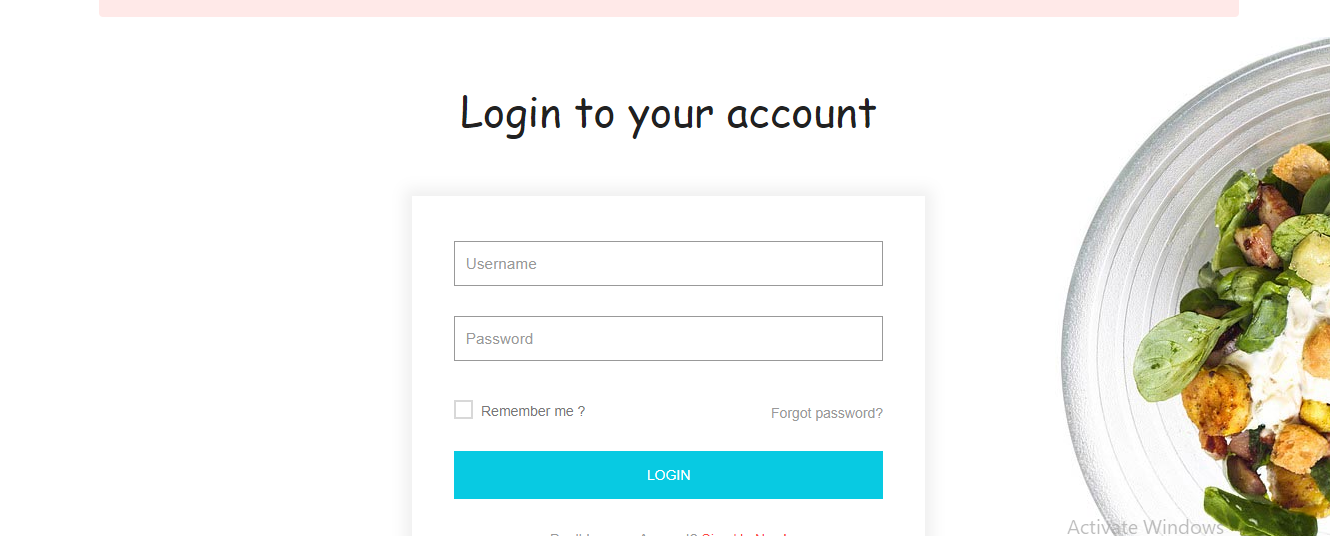 Login to your account
Username
Password
Remember me ?
Forgot password?
LOGIN
Activate Windows